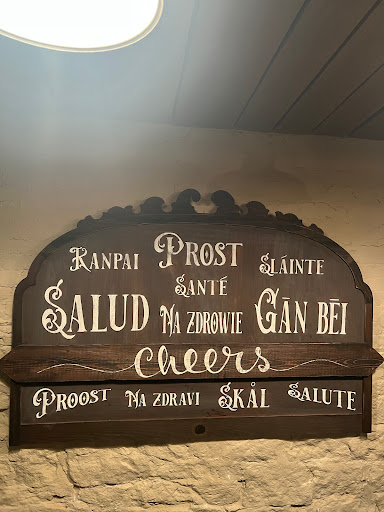 Kanpai Prost Sláinte
Santé
Salud Na Zdrowie Gān Bēi
Cheers
Proost Na Zdravi Skål Salute